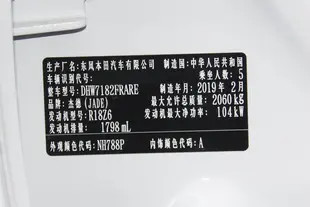 生产厂名：东风本田汽车有限公司 制造国：中华人民共和国
车辆识别代号： 乘坐人数：5
整车型号：DHW7182FRARE 制造年月：2019年2月
品牌：杰德(JADE) 最大允许总质量：2060kg
发动机型号：R18Z6 发动机最大净功率：104kW
发动机排量：1798mL
外观颜色代码：NH788P 内饰颜色代码：A